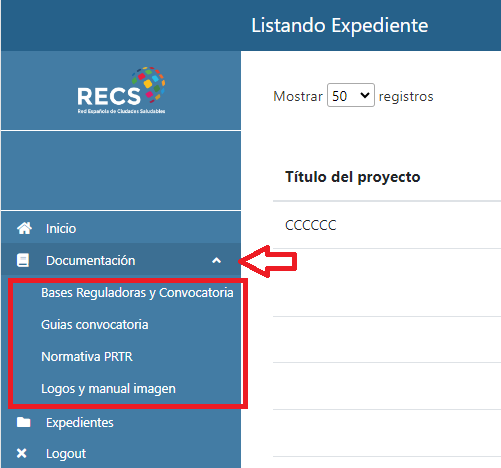 Listando Expediente
RECS
Red Española de Ciudades Saludables
Mostrar 50 registros
Título del proyecto
CCCCCC
Inicio
Documentación
Bases Reguladoras y Convocatoria
Guias convocatoria
Normativa PRTR
Logos y manual imagen
Expedientes
Logout